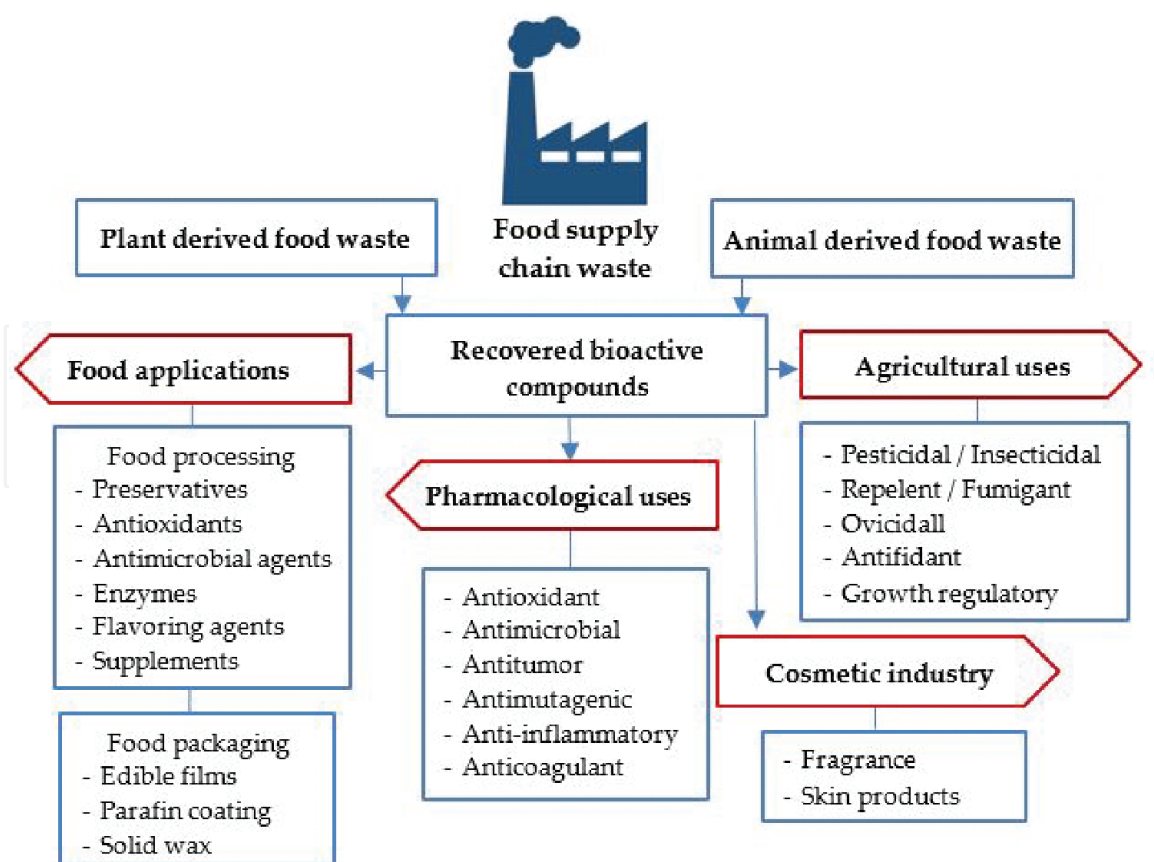 Food supply
chain waste
Plant derived food waste
Animal derived food waste
Recovered bioactive
compounds
Food applications
Food processing
- Preservatives
- Antioxidants
- Antimicrobial agents
- Enzymes
- Flavoring agents
- Supplements
Food packaging
- Edible films
- Parafin coating
- Solid wax
Pharmacological uses
- Antioxidant
- Antimicrobial
- Antitumor
- Antimutagenic
- Anti-inflammatory
- Anticoagulant
Agricultural uses
- Pesticidal / Insecticidal
- Repelent / Fumigant
- Ovicidall
- Antifidant
- Growth regulatory
Cosmetic industry
- Fragrance
- Skin products